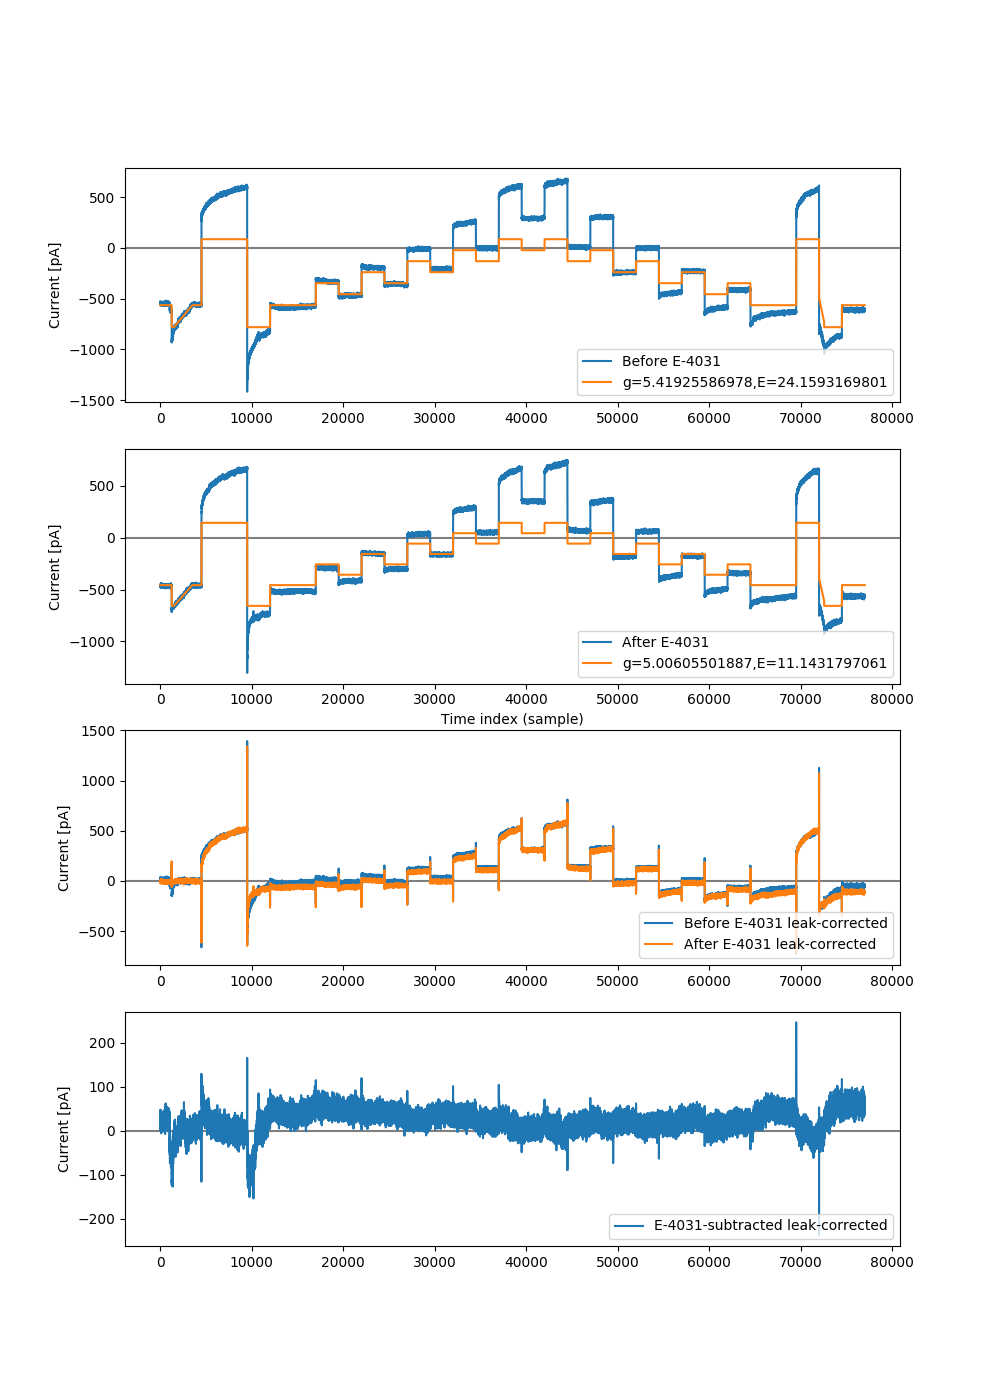 500
0
−500
−1000
−1500
Current [pA]
Before E-4031
g=5.41925586978,E=24.1593169801
0 10000 20000 30000 40000 50000 60000 70000 80000
500
0
−500
−1000
Current [pA]
After E-4031
g=5.00605501887,E=11.1431797061
0 10000 20000 30000 40000 50000 60000 70000 80000
Time index (sample)
1500
1000
500
0
−500
Current [pA]
Before E-4031 leak-corrected
After E-4031 leak-corrected
0 10000 20000 30000 40000 50000 60000 70000 80000
200
100
0
−100
−200
Current [pA]
E-4031-subtracted leak-corrected
0 10000 20000 30000 40000 50000 60000 70000 80000